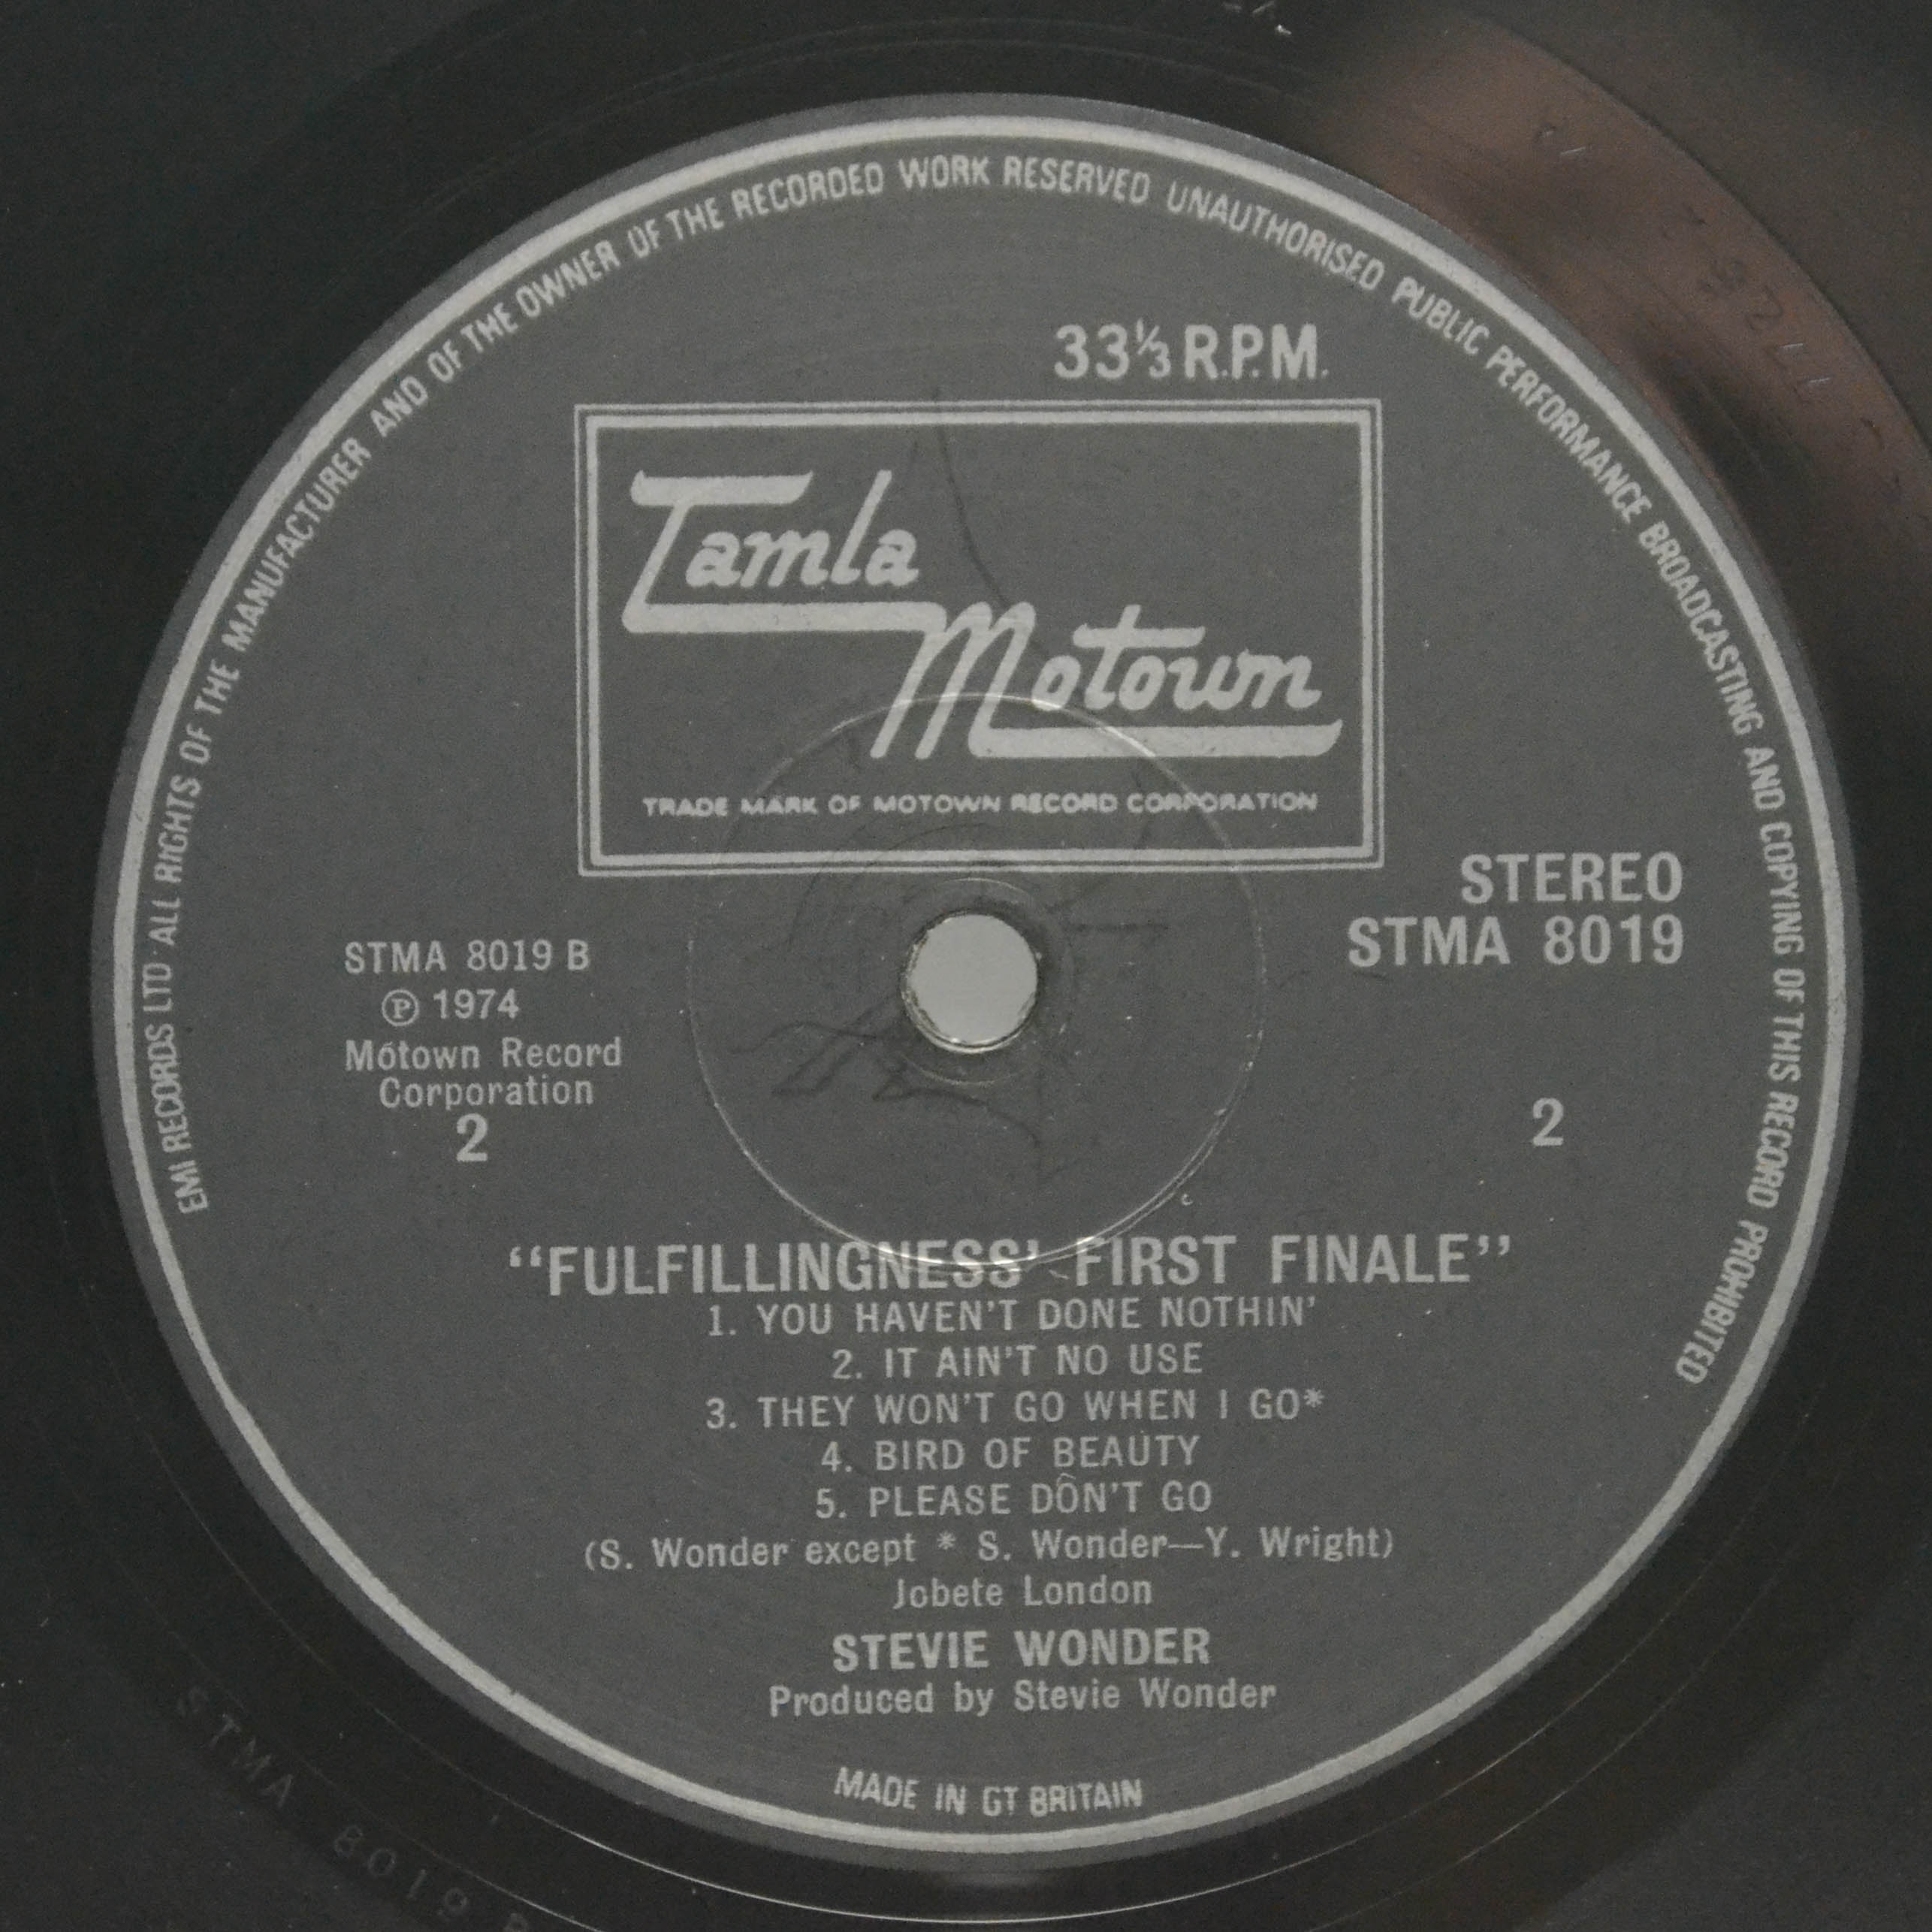 EMI RECORDS LTD· ALL RIGHTS OF THE MANUFACTURER AND OF THE OWNER OF THE RECORDED WORK RESERVED UNAUTHORISED PUBLIC PERFORMANCE BROADCASTING AND COPYING OF THIS RECORD PROHIBITED
33⅓ R.P.M.
Tamla
Motown
TRADE MARK OF MOTOWN RECORD CORPORATION
STEREO
STMA 8019
STMA 8019 B
℗ 1974
Motown Record
Corporation
2
2
“FULFILLINGNESS' FIRST FINALE”
1. YOU HAVEN'T DONE NOTHIN'
2. IT AIN'T NO USE
3. THEY WON'T GO WHEN I GO*
4. BIRD OF BEAUTY
5. PLEASE DON'T GO
(S. Wonder except * S. Wonder—Y. Wright)
Jobete London
STEVIE WONDER
Produced by Stevie Wonder
MADE IN GT BRITAIN
STMA 8019